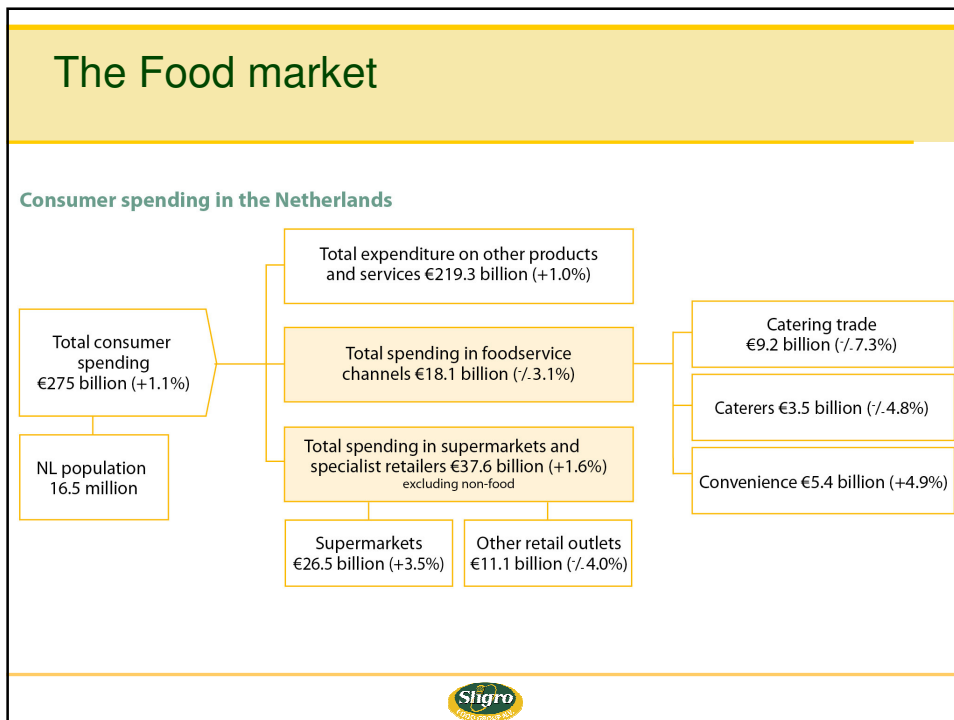 The Food market
Consumer spending in the Netherlands
Total expenditure on other products
and services €219.3 billion (+1.0%)
Total consumer
spending
€275 billion (+1.1%)
Total spending in foodservice
channels €18.1 billion (-/-3.1%)
Catering trade
€9.2 billion (-/-7.3%)
Caterers €3.5 billion (-/-4.8%)
Convenience €5.4 billion (+4.9%)
NL population
16.5 million
Total spending in supermarkets and
specialist retailers €37.6 billion (+1.6%)
excluding non-food
Supermarkets
€26.5 billion (+3.5%)
Other retail outlets
€11.1 billion (-/-4.0%)
Sligro
FOOD GROUP N.V.